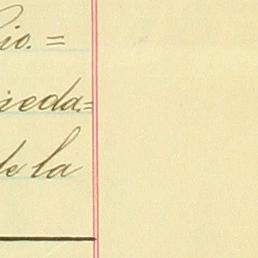 io. =
ieda=
de la